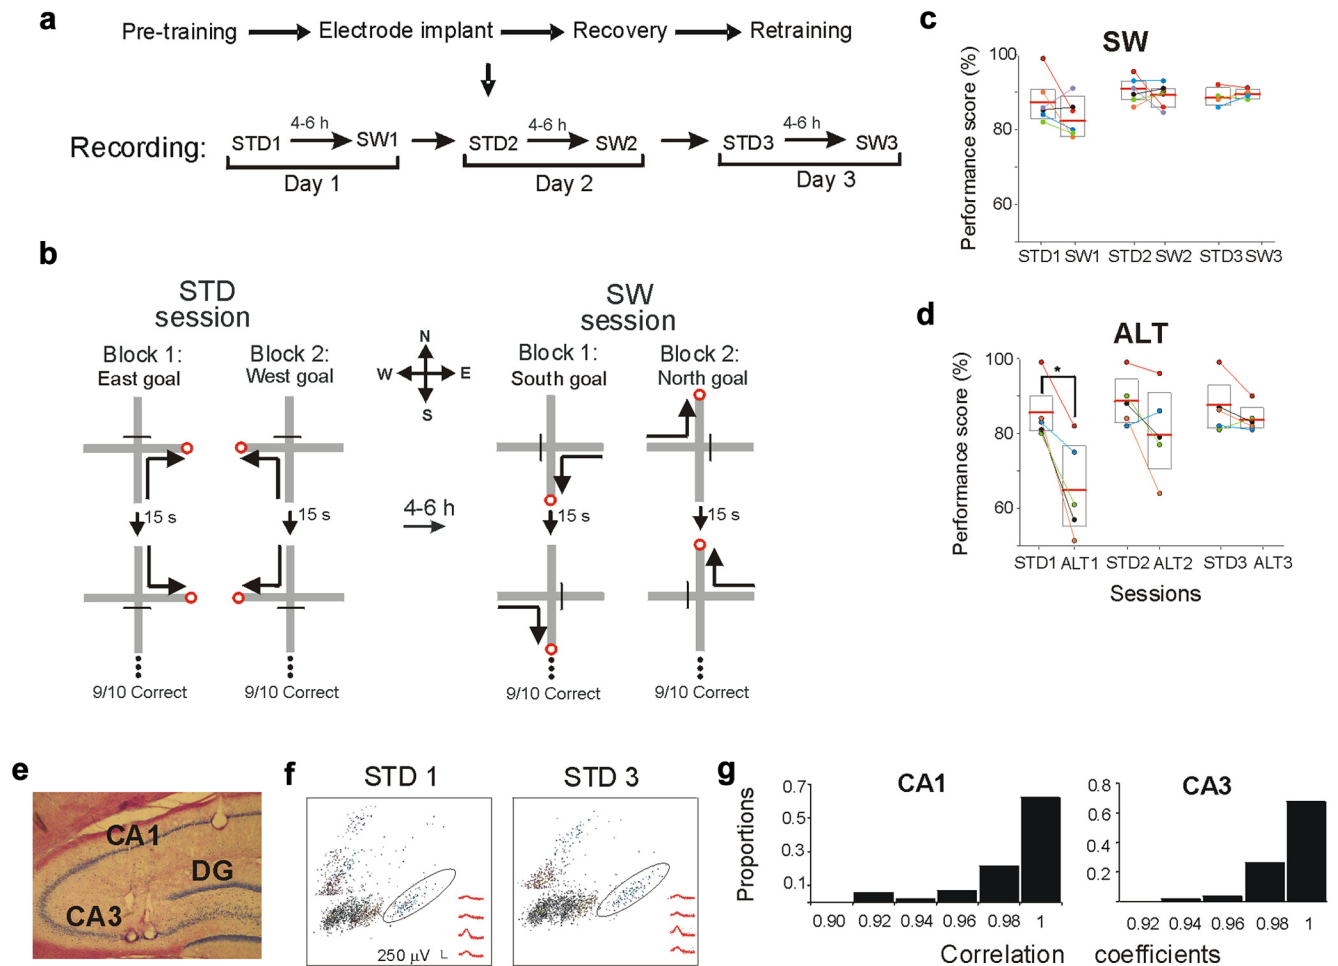 a
Pre-training Electrode implant Recovery Retraining
Recording: STD1 4-6 h SW1 STD2 4-6 h SW2 STD3 4-6 h SW3
Day 1 Day 2 Day 3
b
STD session
Block 1: East goal
Block 2: West goal
15 s
15 s
9/10 Correct
9/10 Correct
N
W E
S
4-6 h
SW session
Block 1: South goal
Block 2: North goal
15 s
15 s
9/10 Correct
9/10 Correct
c
SW
Performance score (%)
100
80
60
STD1 SW1 STD2 SW2 STD3 SW3
d
ALT
Performance score (%)
100
80
60
STD1 ALT1 STD2 ALT2 STD3 ALT3
*
Sessions
e
CA1
DG
CA3
f
STD 1
STD 3
250 µV
g
CA1
CA3
Proportions
0.7
0.5
0.3
0.1
0.90 0.92 0.94 0.96 0.98 1
0.8
0.6
0.4
0.2
0.92 0.94 0.96 0.98 1
Correlation coefficients